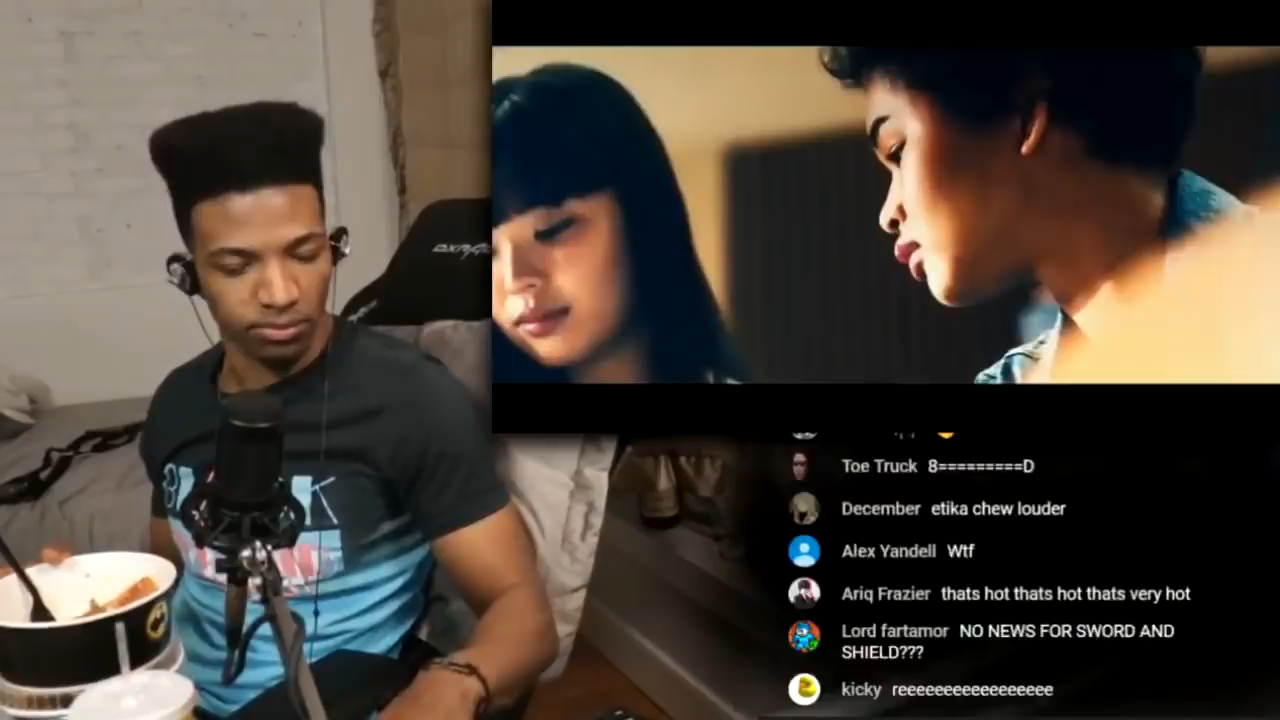 Toe Truck 8=========D
December etika chew louder
Alex Yandell Wtf
Ariq Frazier thats hot thats hot thats very hot
Lord fartamor NO NEWS FOR SWORD AND
SHIELD???
kicky reeeeeeeeeeeeeeeee